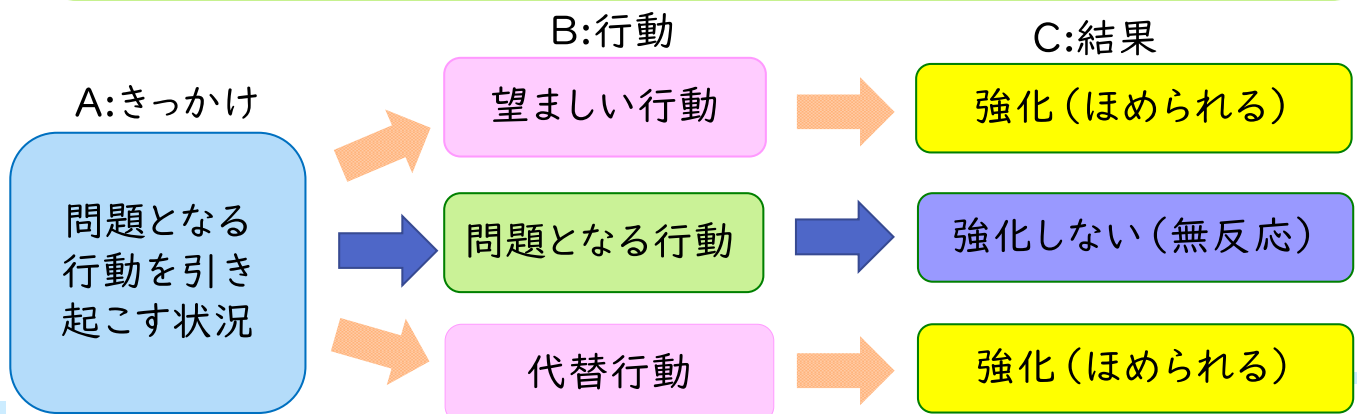 B:行動
C:結果
A:きっかけ
望ましい行動
強化(ほめられる)
問題となる
行動を引き
起こす状況
問題となる行動
強化しない(無反応)
代替行動
強化(ほめられる)